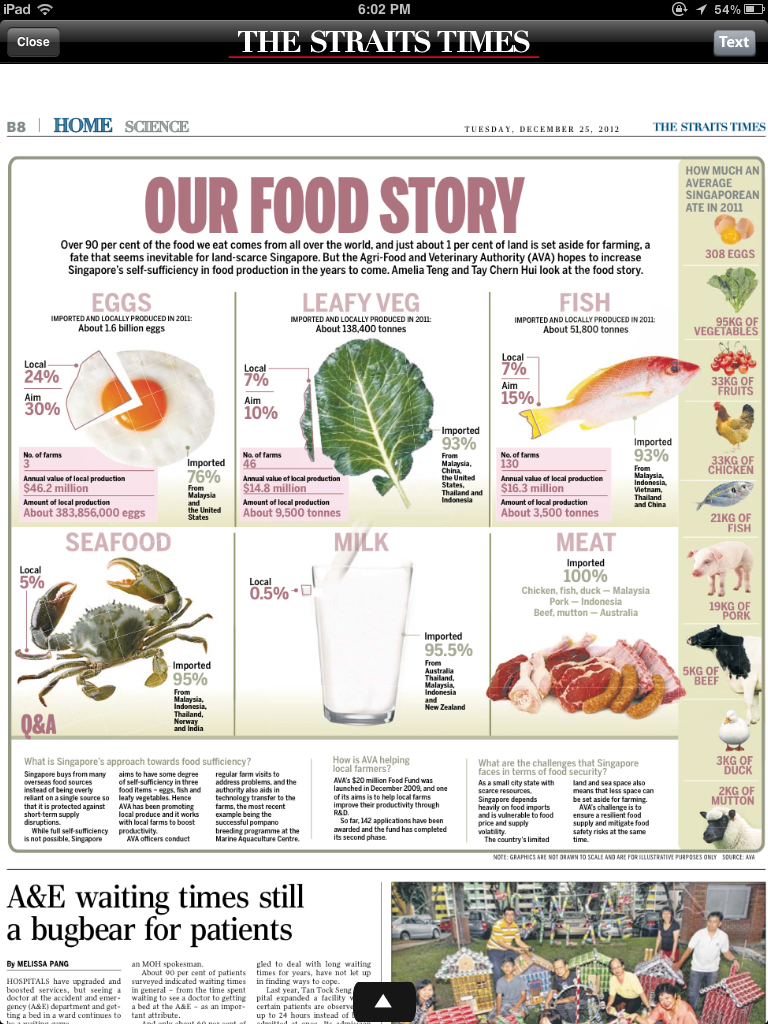 iPad
6:02 PM
54%
Close
THE STRAITS TIMES
Text
B8
HOME SCIENCE
TUESDAY, DECEMBER 25, 2012
THE STRAITS TIMES
OUR FOOD STORY
Over 90 per cent of the food we eat comes from all over the world, and just about 1 per cent of land is set aside for farming, a
fate that seems inevitable for land-scarce Singapore. But the Agri-Food and Veterinary Authority (AVA) hopes to increase
Singapore's self-sufficiency in food production in the years to come. Amelia Teng and Tay Chern Hui look at the food story.
EGGS
IMPORTED AND LOCALLY PRODUCED IN 2011:
About 1.6 billion eggs
Local
24%
Aim
30%
No. of farms
3
Annual value of local production
$46.2 million
Amount of local production
About 383,856,000 eggs
Imported
76%
From
Malaysia
and
the United
States
LEAFY VEG
IMPORTED AND LOCALLY PRODUCED IN 2011:
About 138,400 tonnes
Local
7%
Aim
10%
No. of farms
46
Annual value of local production
$14.8 million
Amount of local production
About 9,500 tonnes
Imported
93%
From
Malaysia,
China,
the United
States,
Thailand and
Indonesia
FISH
IMPORTED AND LOCALLY PRODUCED IN 2011:
About 51,800 tonnes
Local
7%
Aim
15%
No. of farms
130
Annual value of local production
$16.3 million
Amount of local production
About 3,500 tonnes
Imported
93%
From
Malaysia,
Indonesia,
Vietnam,
Thailand
and China
SEAFOOD
Local
5%
Imported
95%
From
Malaysia,
Indonesia,
Thailand,
Norway
and India
MILK
Local
0.5%
Imported
95.5%
From
Australia
Thailand,
Malaysia,
Indonesia
and
New Zealand
MEAT
Imported
100%
Chicken, fish, duck — Malaysia
Pork — Indonesia
Beef, mutton — Australia
HOW MUCH AN
AVERAGE
SINGAPOREAN
ATE IN 2011
308 EGGS
95KG OF
VEGETABLES
33KG OF
FRUITS
33KG OF
CHICKEN
21KG OF
FISH
19KG OF
PORK
5KG OF
BEEF
3KG OF
DUCK
2KG OF
MUTTON
Q&A
What is Singapore's approach towards food sufficiency?
Singapore buys from many
overseas food sources
instead of being overly
reliant on a single source so
that it is protected against
short-term supply
disruptions.
While full self-sufficiency
is not possible, Singapore
aims to have some degree
of self-sufficiency in three
food items – eggs, fish and
leafy vegetables. Hence
AVA has been promoting
local produce and it works
with local farms to boost
productivity.
AVA officers conduct
regular farm visits to
address problems, and the
authority also aids in
technology transfer to the
farms, the most recent
example being the
successful pompano
breeding programme at the
Marine Aquaculture Centre.
How is AVA helping
local farmers?
AVA's $20 million Food Fund was
launched in December 2009, and one
of its aims is to help local farms
improve their productivity through
R&D.
So far, 142 applications have been
awarded and the fund has completed
its second phase.
What are the challenges that Singapore
faces in terms of food security?
As a small city state with
scarce resources,
Singapore depends
heavily on food imports
and is vulnerable to food
price and supply
volatility.
The country's limited
land and sea space also
means that less space can
be set aside for farming.
AVA's challenge is to
ensure a resilient food
supply and mitigate food
safety risks at the same
time.
NOTE: GRAPHICS ARE NOT DRAWN TO SCALE AND ARE FOR ILLUSTRATIVE PURPOSES ONLY SOURCE: AVA
A&E waiting times still
a bugbear for patients
By MELISSA PANG
HOSPITALS have upgraded and
boosted services, but seeing a
doctor at the accident and emer-
gency (A&E) department and get-
ting a bed in a ward continues to
an MOH spokesman.
About 90 per cent of patients
surveyed indicated waiting times
in general – from the time spent
waiting to see a doctor to getting
a bed at the A&E – as an impor-
tant attribute.
gled to deal with long waiting
times for years, have not let up
in finding ways to cope.
Last year, Tan Tock Seng
pital expanded a facility
certain patients are observe
up to 24 hours instead of